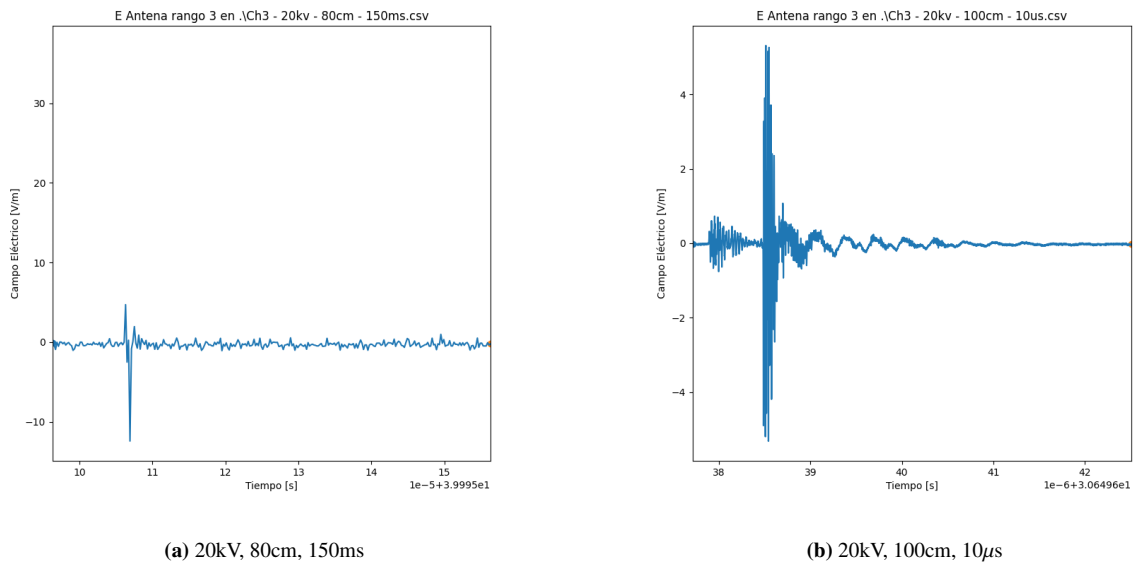 E Antena rango 3 en .\Ch3 - 20kv - 80cm - 150ms.csv
Campo Eléctrico [V/m]
30
20
10
0
−10
10 11 12 13 14 15
Tiempo [s]
1e−5+3.9995e1
(a) 20kV, 80cm, 150ms
E Antena rango 3 en .\Ch3 - 20kv - 100cm - 10us.csv
Campo Eléctrico [V/m]
4
2
0
−2
−4
38 39 40 41 42
Tiempo [s]
1e−6+3.06496e1
(b) 20kV, 100cm, 10μs